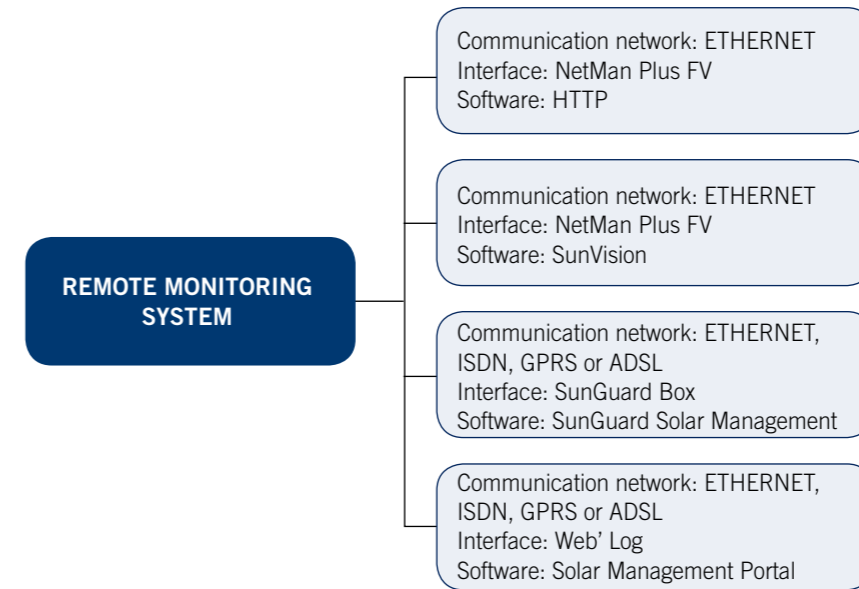 REMOTE MONITORING
SYSTEM
Communication network: ETHERNET
Interface: NetMan Plus FV
Software: HTTP
Communication network: ETHERNET
Interface: NetMan Plus FV
Software: SunVision
Communication network: ETHERNET,
ISDN, GPRS or ADSL
Interface: SunGuard Box
Software: SunGuard Solar Management
Communication network: ETHERNET,
ISDN, GPRS or ADSL
Interface: Web’ Log
Software: Solar Management Portal